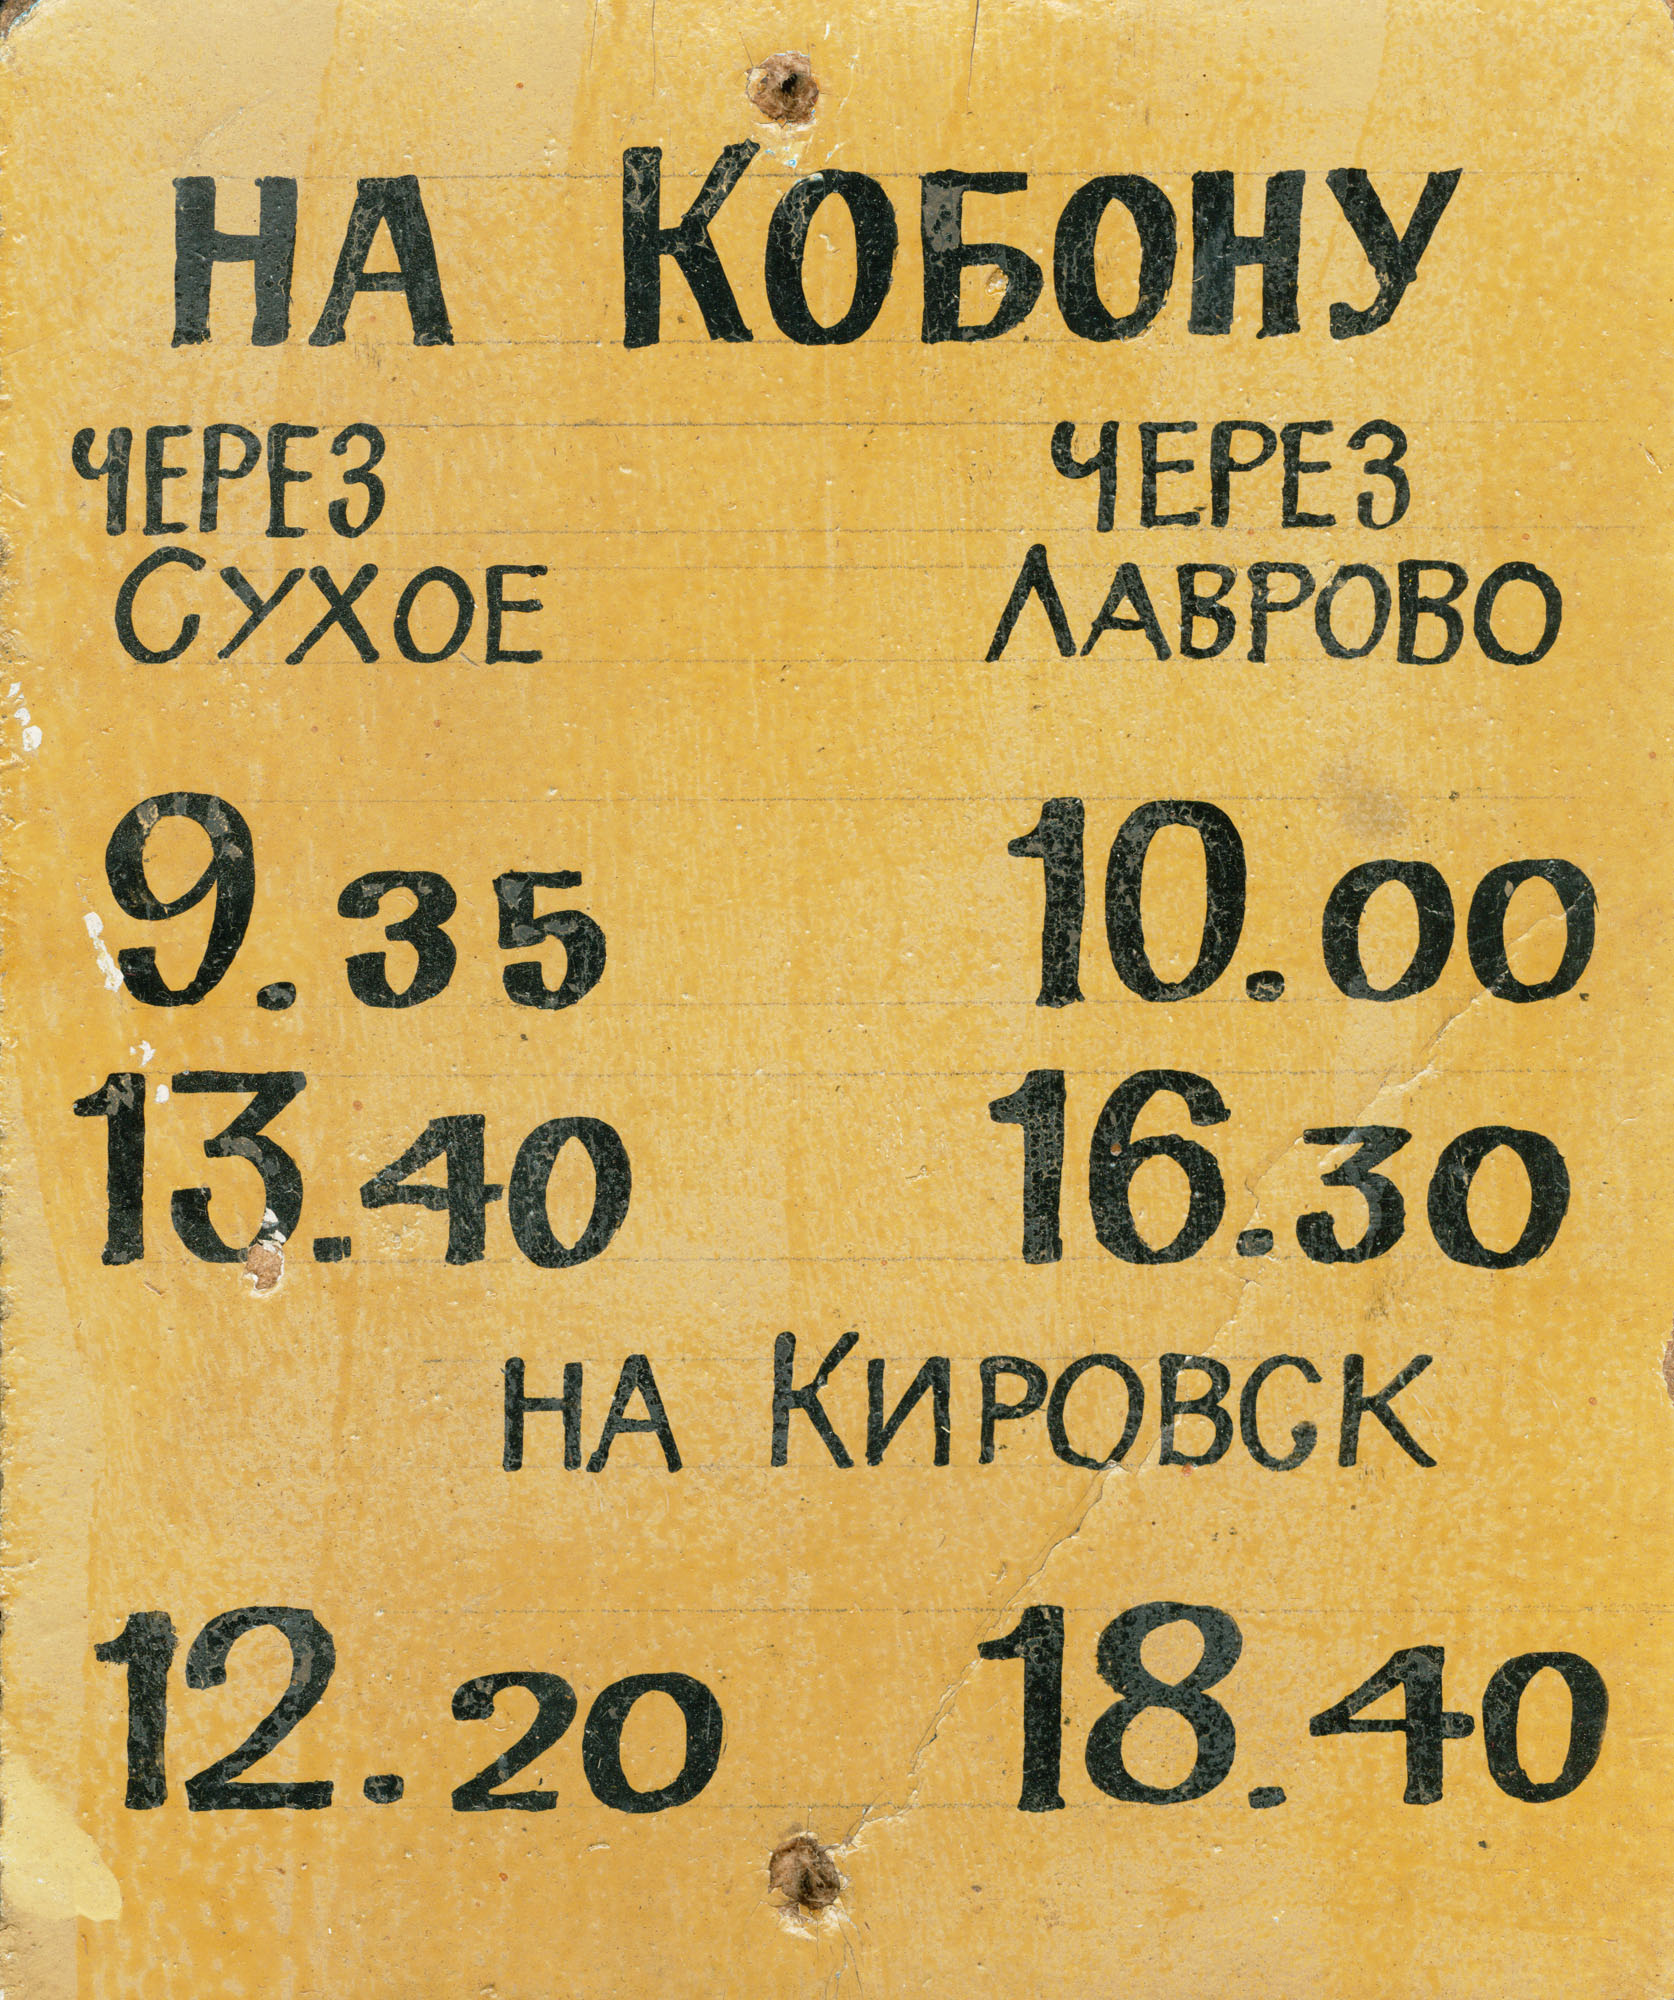 НА КОБОНУ
ЧЕРЕЗ ЧЕРЕЗ
СУХОЕ ЛАВРОВО
9.35 10.00
13.40 16.30
НА КИРОВСК
12.20 18.40